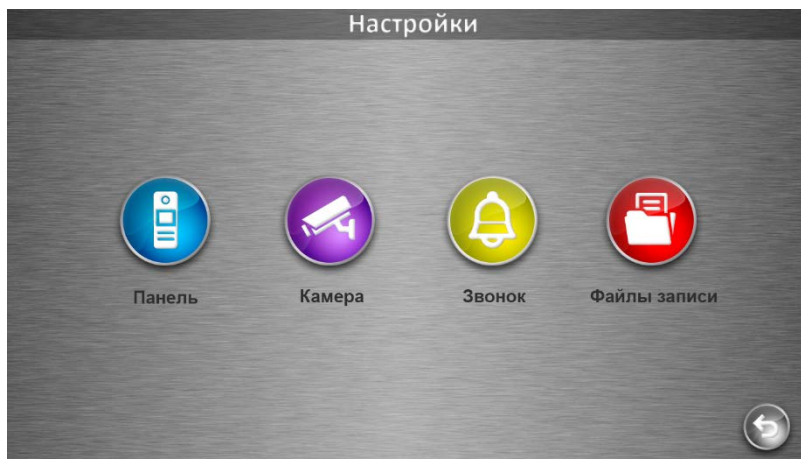 Настройки
Панель
Камера
Звонок
Файлы записи